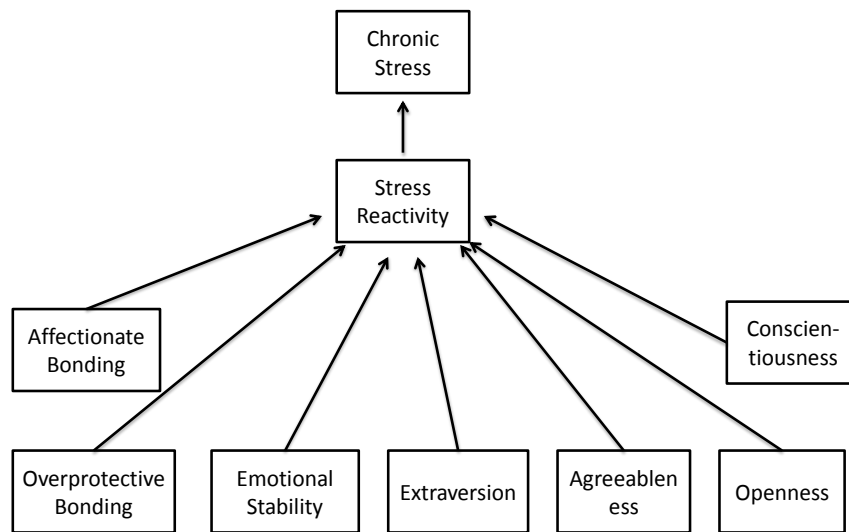 Chronic
Stress
Stress
Reactivity
Affectionate
Bonding
Conscien-
tiousness
Overprotective
Bonding
Emotional
Stability
Extraversion
Agreeablen
ess
Openness